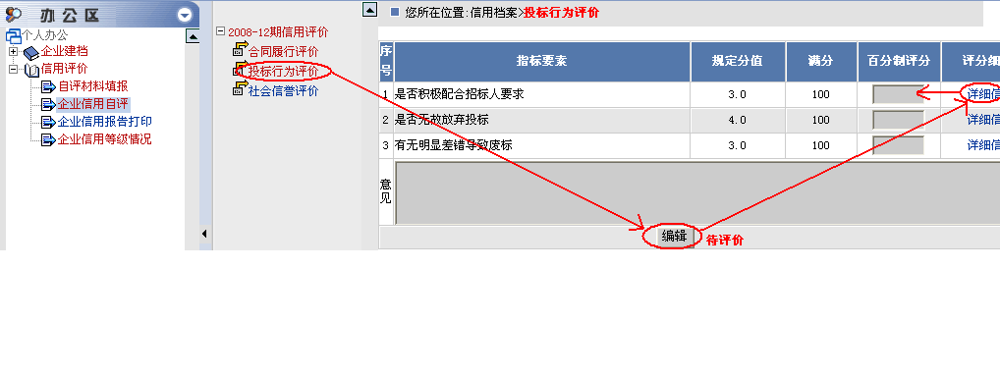 办公区
个人办公
企业建档
信用评价
自评材料填报
企业信用自评
企业信用报告打印
企业信用等级情况
2008-12期信用评价
合同履行评价
投标行为评价
社会信誉评价
您所在位置:信用档案>投标行为评价
序号 指标要素 规定分值 满分 百分制评分 评分细
1 是否积极配合招标人要求 3.0 100 详细信
2 是否无故放弃投标 4.0 100 详细信
3 有无明显差错导致废标 3.0 100 详细信
意见
编辑 待评价